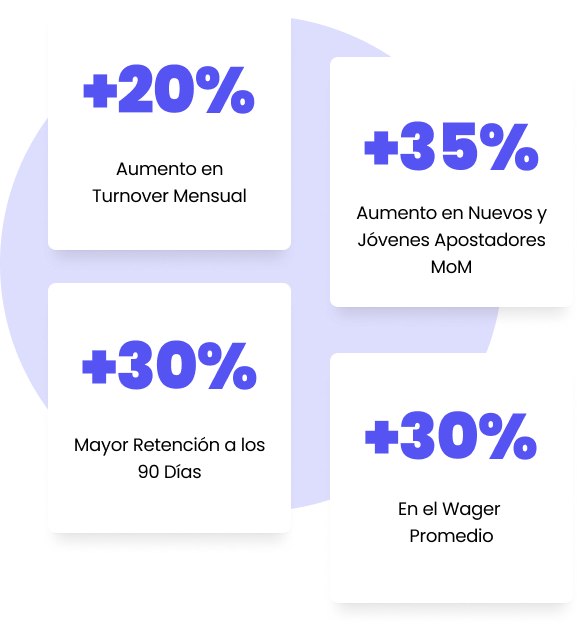 +20%
Aumento en
Turnover Mensual
+35%
Aumento en Nuevos y
Jóvenes Apostadores
MoM
+30%
Mayor Retención a los
90 Días
+30%
En el Wager
Promedio